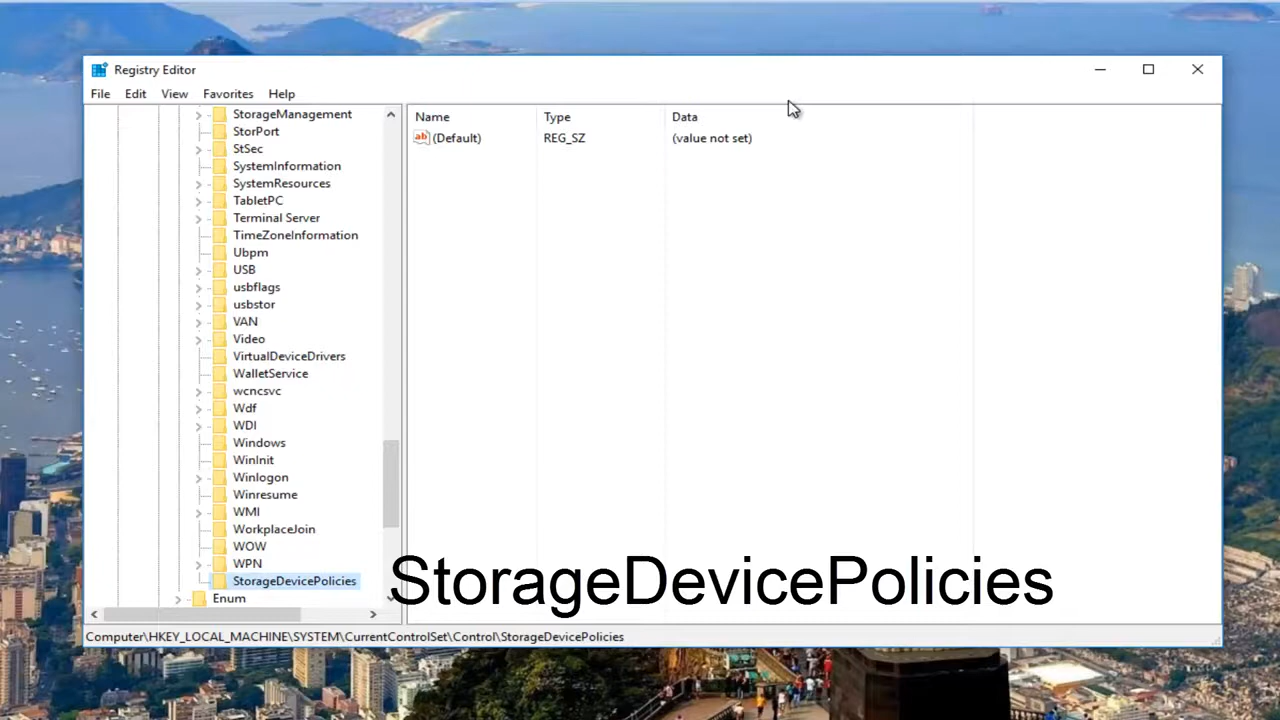 Registry Editor
File Edit View Favorites Help
StorageManagement
StorPort
StSec
SystemInformation
SystemResources
TabletPC
Terminal Server
TimeZoneInformation
Ubpm
USB
usbflags
usbstor
VAN
Video
VirtualDeviceDrivers
WalletService
wcncsvc
Wdf
WDI
Windows
WinInit
Winlogon
Winresume
WMI
WorkplaceJoin
WOW
WPN
StorageDevicePolicies
Enum
Name Type Data
ab (Default) REG_SZ (value not set)
StorageDevicePolicies
Computer\HKEY_LOCAL_MACHINE\SYSTEM\CurrentControlSet\Control\StorageDevicePolicies